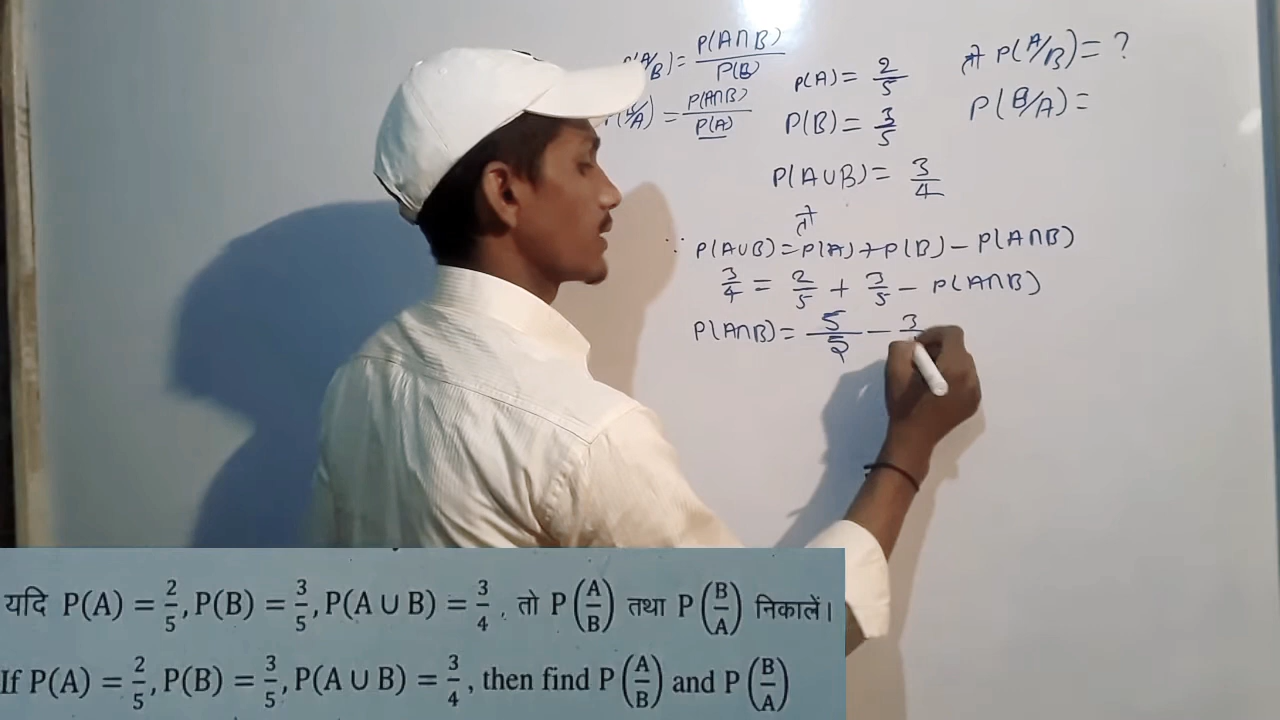 P(A/B) = P(A∩B)/P(B)
P(B/A) = P(A∩B)/P(A)
P(A) = 2/5
P(B) = 3/5
P(A∪B) = 3/4
तो P(A/B) = ?
P(B/A) =
तो
∵ P(A∪B) = P(A) + P(B) − P(A∩B)
3/4 = 2/5 + 3/5 − P(A∩B)
P(A∩B) = 5/5 − 3
यदि P(A) = 2/5, P(B) = 3/5, P(A ∪ B) = 3/4, तो P(A/B) तथा P(B/A) निकालें।
If P(A) = 2/5, P(B) = 3/5, P(A ∪ B) = 3/4, then find P(A/B) and P(B/A)